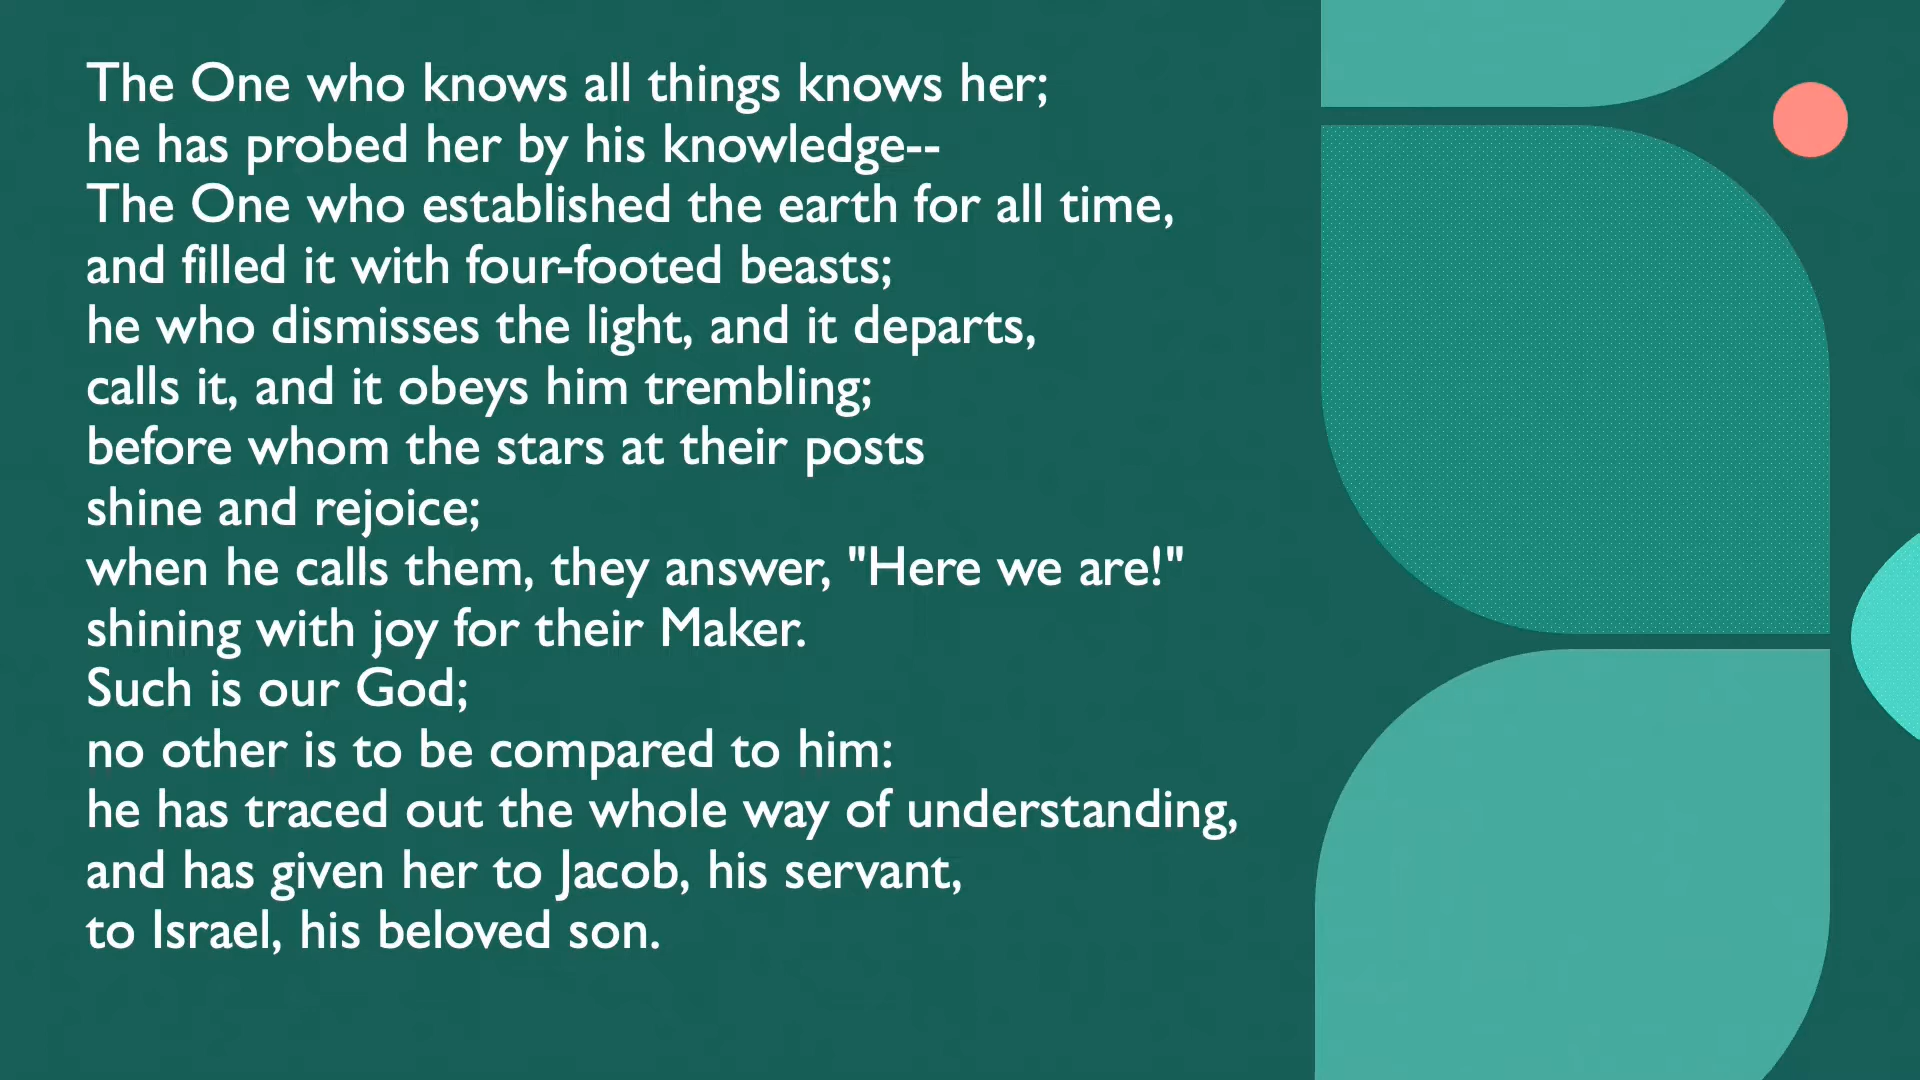 The One who knows all things knows her;
he has probed her by his knowledge--
The One who established the earth for all time,
and filled it with four-footed beasts;
he who dismisses the light, and it departs,
calls it, and it obeys him trembling;
before whom the stars at their posts
shine and rejoice;
when he calls them, they answer, "Here we are!"
shining with joy for their Maker.
Such is our God;
no other is to be compared to him:
he has traced out the whole way of understanding,
and has given her to Jacob, his servant,
to Israel, his beloved son.